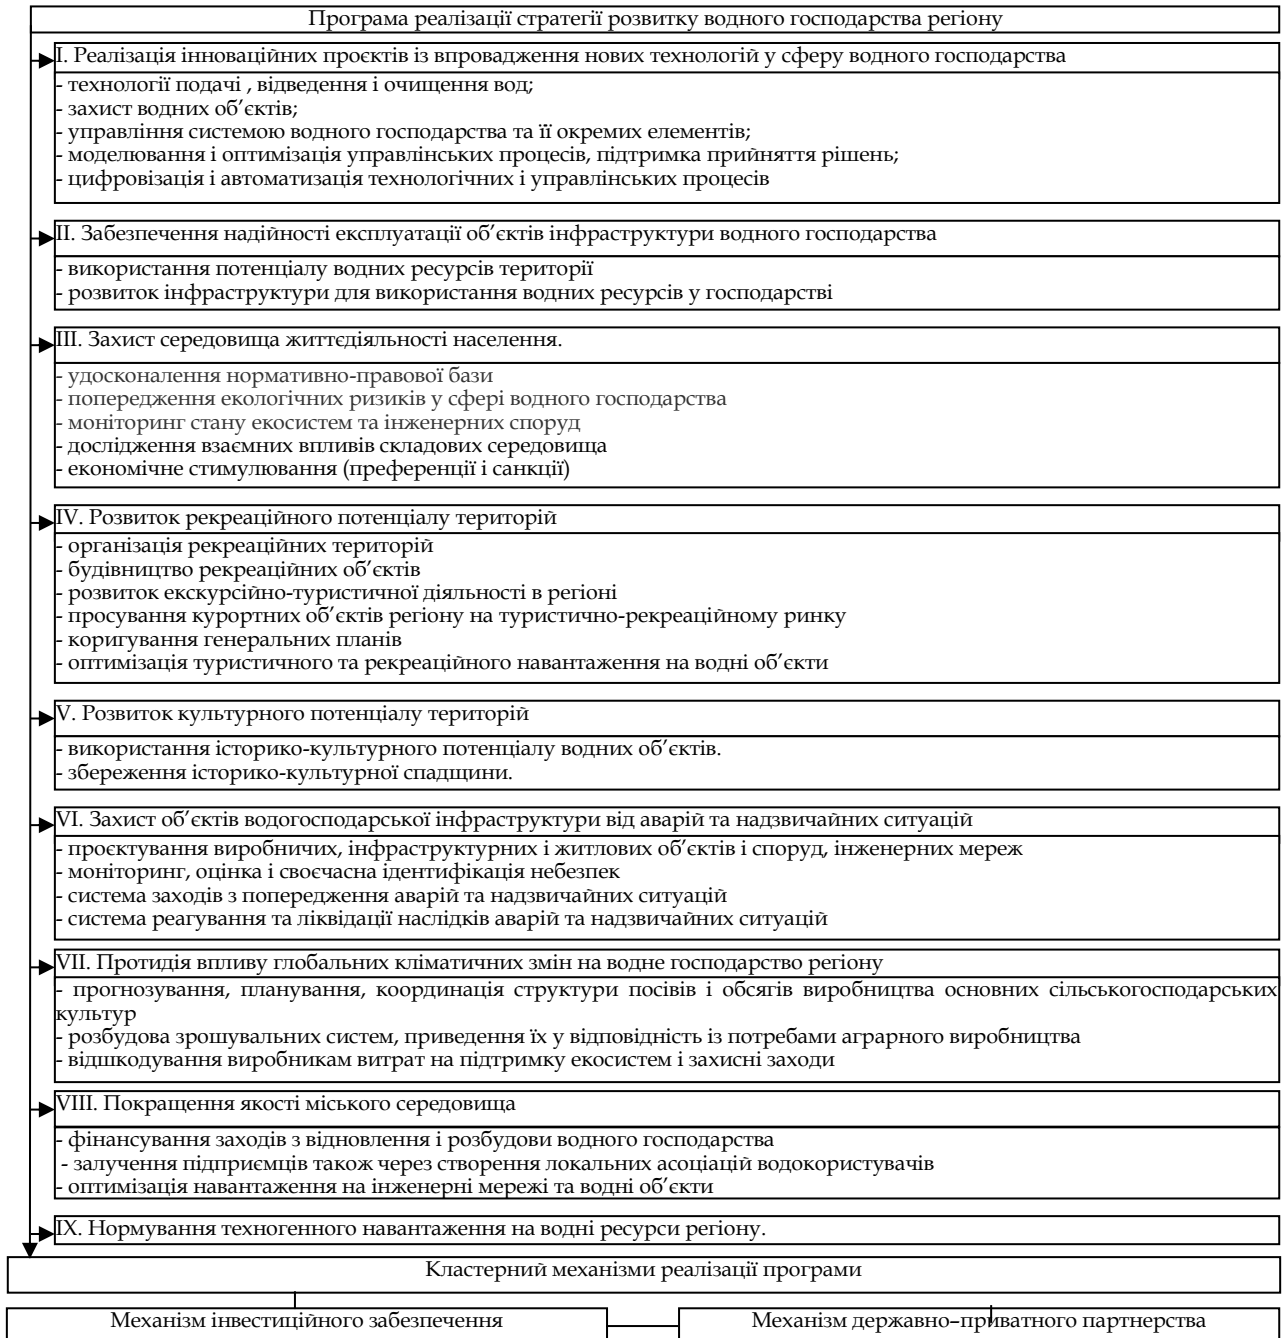 Програма реалізації стратегії розвитку водного господарства регіону
І. Реалізація інноваційних проєктів із впровадження нових технологій у сферу водного господарства
- технології подачі , відведення і очищення вод;
- захист водних об’єктів;
- управління системою водного господарства та її окремих елементів;
- моделювання і оптимізація управлінських процесів, підтримка прийняття рішень;
- цифровізація і автоматизація технологічних і управлінських процесів
ІІ. Забезпечення надійності експлуатації об’єктів інфраструктури водного господарства
- використання потенціалу водних ресурсів території
- розвиток інфраструктури для використання водних ресурсів у господарстві
ІІІ. Захист середовища життєдіяльності населення.
- удосконалення нормативно-правової бази
- попередження екологічних ризиків у сфері водного господарства
- моніторинг стану екосистем та інженерних споруд
- дослідження взаємних впливів складових середовища
- економічне стимулювання (преференції і санкції)
IV. Розвиток рекреаційного потенціалу територій
- організація рекреаційних територій
- будівництво рекреаційних об’єктів
- розвиток екскурсійно-туристичної діяльності в регіоні
- просування курортних об’єктів регіону на туристично-рекреаційному ринку
- коригування генеральних планів
- оптимізація туристичного та рекреаційного навантаження на водні об’єкти
V. Розвиток культурного потенціалу територій
- використання історико-культурного потенціалу водних об’єктів.
- збереження історико-культурної спадщини.
VI. Захист об’єктів водогосподарської інфраструктури від аварій та надзвичайних ситуацій
- проєктування виробничих, інфраструктурних і житлових об’єктів і споруд, інженерних мереж
- моніторинг, оцінка і своєчасна ідентифікація небезпек
- система заходів з попередження аварій та надзвичайних ситуацій
- система реагування та ліквідації наслідків аварій та надзвичайних ситуацій
VII. Протидія впливу глобальних кліматичних змін на водне господарство регіону
- прогнозування, планування, координація структури посівів і обсягів виробництва основних сільськогосподарських
культур
- розбудова зрошувальних систем, приведення їх у відповідність із потребами аграрного виробництва
- відшкодування виробникам витрат на підтримку екосистем і захисні заходи
VIII. Покращення якості міського середовища
- фінансування заходів з відновлення і розбудови водного господарства
- залучення підприємців також через створення локальних асоціацій водокористувачів
- оптимізація навантаження на інженерні мережі та водні об’єкти
IX. Нормування техногенного навантаження на водні ресурси регіону.
Кластерний механізми реалізації програми
Механізм інвестиційного забезпечення
Механізм державно–приватного партнерства